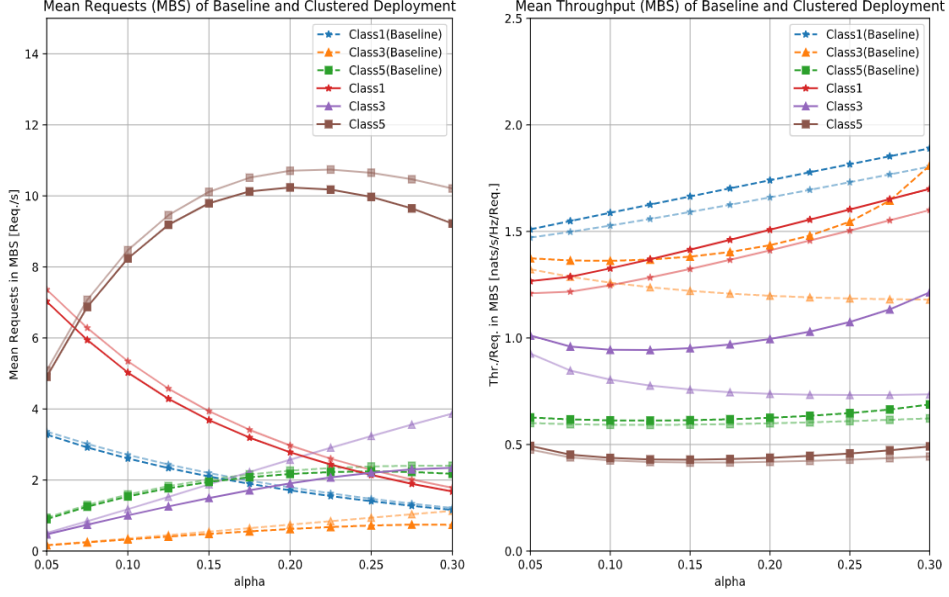 Mean Requests (MBS) of Baseline and Clustered Deployment
Mean Requests in MBS [Req./s]
14
12
10
8
6
4
2
0
Class1(Baseline)
Class3(Baseline)
Class5(Baseline)
Class1
Class3
Class5
0.05
0.10
0.15
0.20
0.25
0.30
alpha
Mean Throughput (MBS) of Baseline and Clustered Deployment
Thr./Req. in MBS [nats/s/Hz/Req.]
2.5
2.0
1.5
1.0
0.5
0.0
Class1(Baseline)
Class3(Baseline)
Class5(Baseline)
Class1
Class3
Class5
0.05
0.10
0.15
0.20
0.25
0.30
alpha